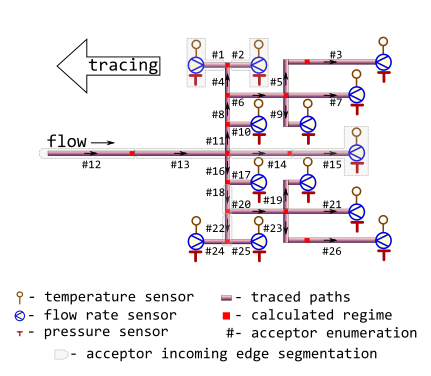 #1 #2 #3
tracing
#4 #5
#6 #7
#8 #9
#10
flow
#11
#12 #13 #14 #15
#16 #17
#18 #19
#20 #21
#22 #23
#24 #25 #26
- temperature sensor - traced paths
- flow rate sensor - calculated regime
- pressure sensor #- acceptor enumeration
- acceptor incoming edge segmentation